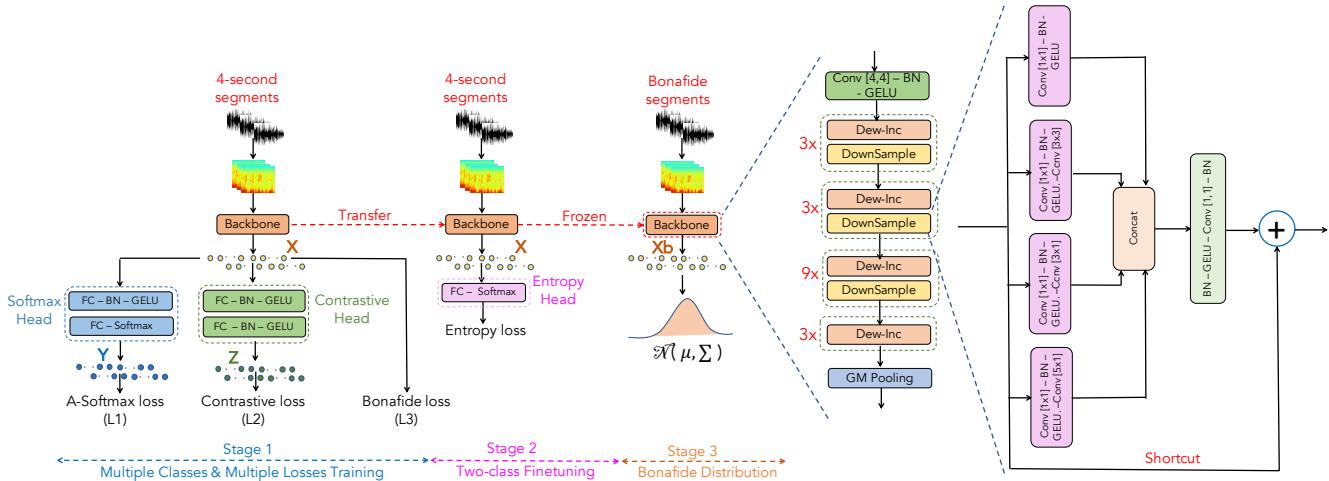 4-second
segments
4-second
segments
Bonafide
segments
Backbone
Transfer
Backbone
Frozen
Backbone
X
X
Xb
Softmax
Head
FC – BN – GELU
FC – Softmax
FC – BN – GELU
FC – BN – GELU
Contrastive
Head
FC – Softmax
Entropy
Head
Entropy loss
𝒩( μ, Σ )
Y
Z
A-Softmax loss
(L1)
Contrastive loss
(L2)
Bonafide loss
(L3)
Stage 1
Multiple Classes & Multiple Losses Training
Stage 2
Two-class Finetuning
Stage 3
Bonafide Distribution
Conv [4,4] – BN
- GELU
3x
Dew-Inc
DownSample
3x
Dew-Inc
DownSample
9x
Dew-Inc
DownSample
3x
Dew-Inc
GM Pooling
Conv [1x1] – BN -
GELU
Conv [1x1] – BN –
GELU. –Ccnv [3x3]
Conv [1x1] – BN –
GELU. –Ccnv [3x1]
Conv [1x1] – BN –
GELU. –Conv [5x1]
Concat
BN – GELU – Conv [1,1] – BN
+
Shortcut